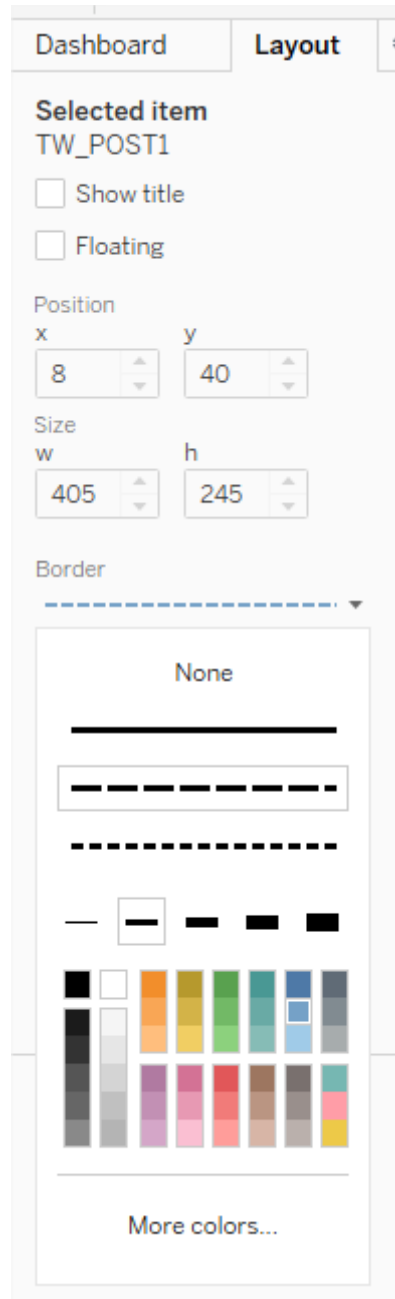 Dashboard Layout
Selected item
TW_POST1
Show title
Floating
Position
x y
8 40
Size
w h
405 245
Border
None
More colors...